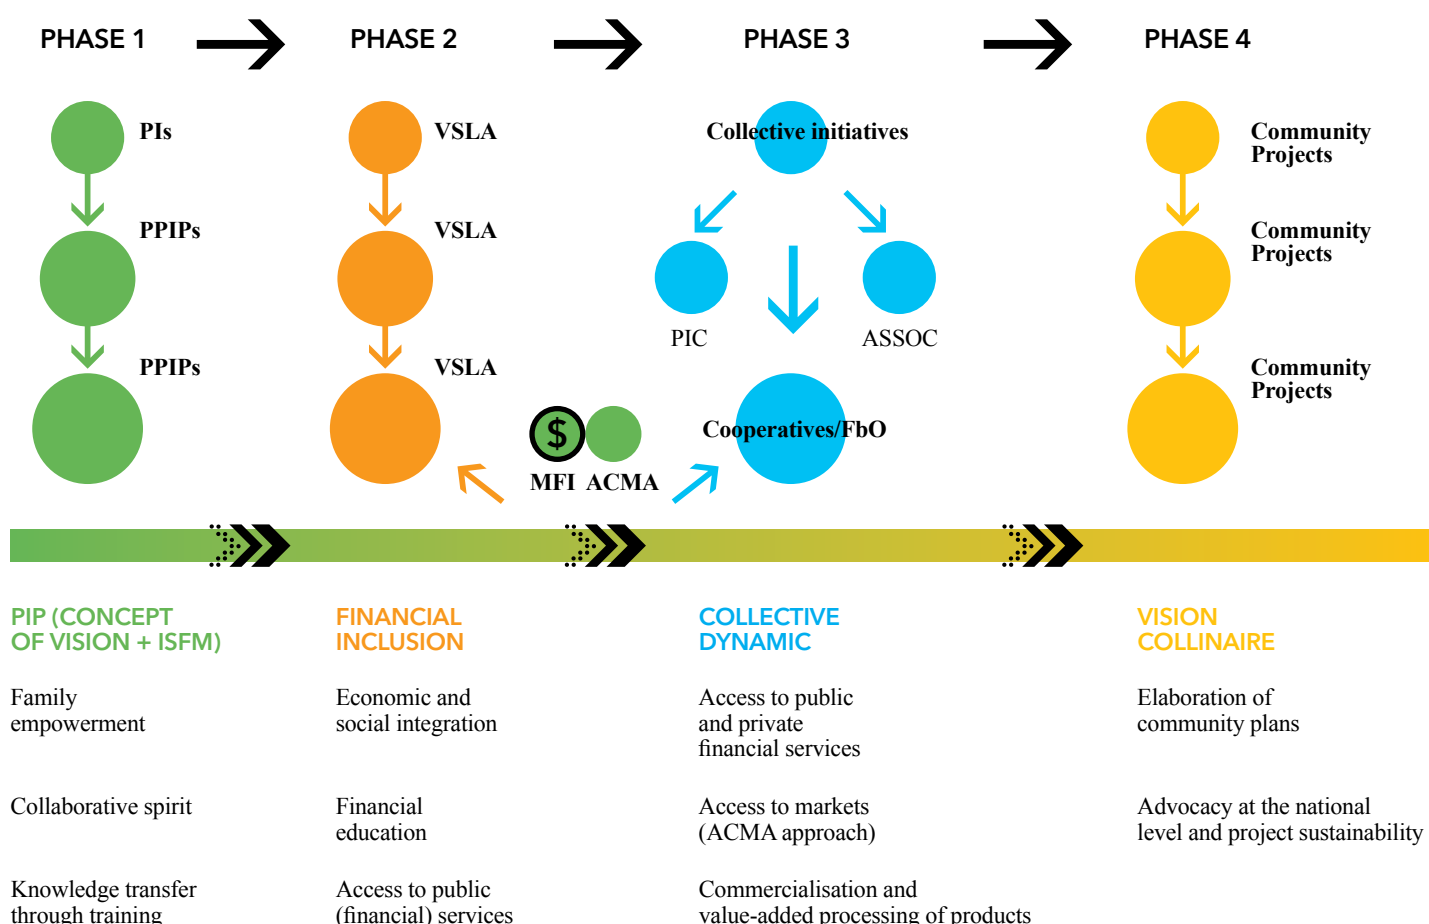 PHASE 1
PHASE 2
PHASE 3
PHASE 4
PIs
PPIPs
PPIPs
VSLA
VSLA
VSLA
Collective initiatives
PIC
ASSOC
Cooperatives/FbO
$
MFI
ACMA
Community
Projects
Community
Projects
Community
Projects
PIP (CONCEPT
OF VISION + ISFM)
Family
empowerment
Collaborative spirit
Knowledge transfer
through training
FINANCIAL
INCLUSION
Economic and
social integration
Financial
education
Access to public
(financial) services
COLLECTIVE
DYNAMIC
Access to public
and private
financial services
Access to markets
(ACMA approach)
Commercialisation and
value-added processing of products
VISION
COLLINAIRE
Elaboration of
community plans
Advocacy at the national
level and project sustainability